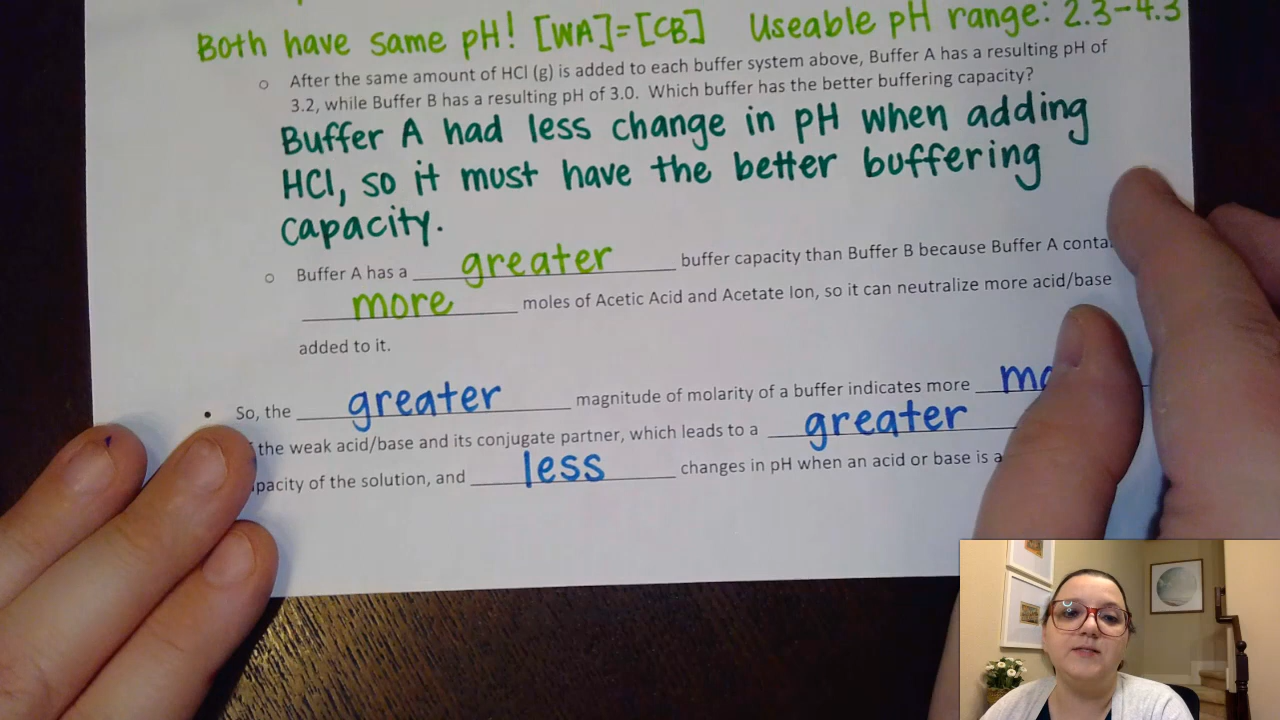 Both have same pH! [WA]=[CB] Useable pH range: 2.3-4.3
After the same amount of HCl (g) is added to each buffer system above, Buffer A has a resulting pH of
3.2, while Buffer B has a resulting pH of 3.0. Which buffer has the better buffering capacity?
Buffer A had less change in pH when adding
HCl, so it must have the better buffering
capacity.
Buffer A has a greater buffer capacity than Buffer B because Buffer A
more moles of Acetic Acid and Acetate Ion, so it can neutralize more acid/base
added to it.
So, the greater magnitude of molarity of a buffer indicates more
the weak acid/base and its conjugate partner, which leads to a greater
of the solution, and less changes in pH when an acid or base is